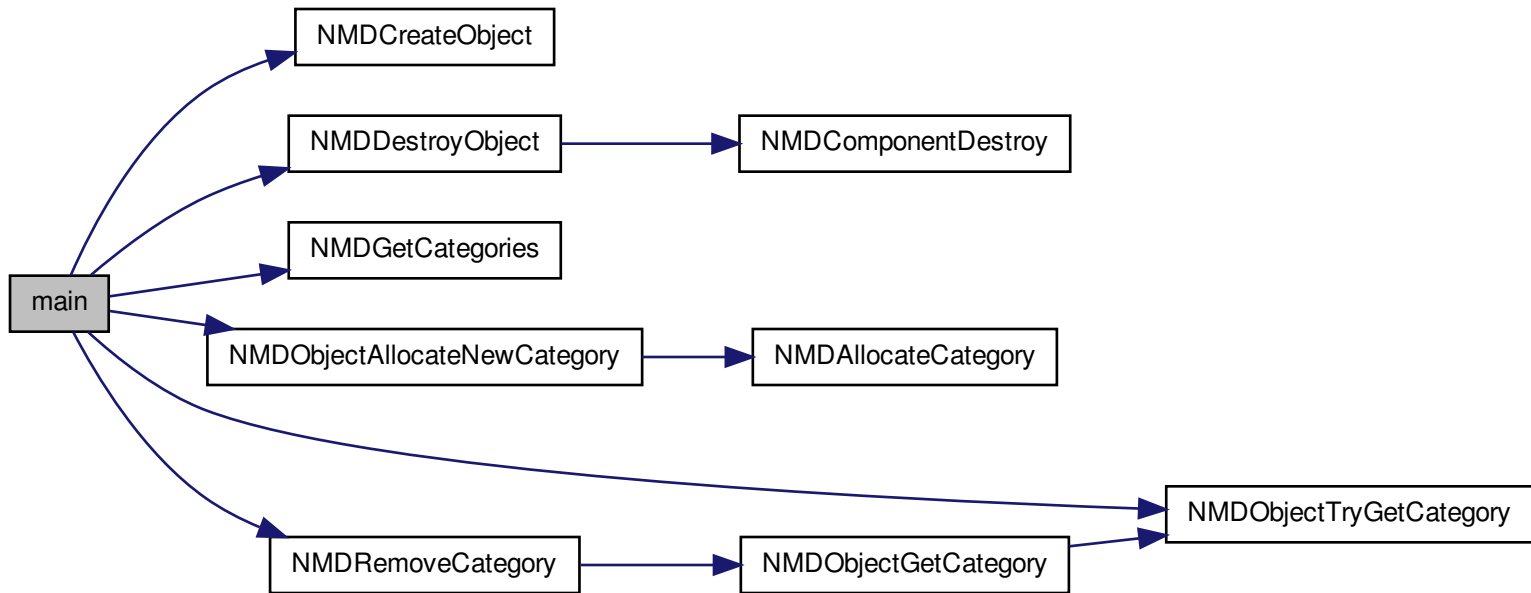 NMDCreateObject
NMDDestroyObject
NMDComponentDestroy
NMDGetCategories
main
NMDObjectAllocateNewCategory
NMDAllocateCategory
NMDObjectTryGetCategory
NMDRemoveCategory
NMDObjectGetCategory